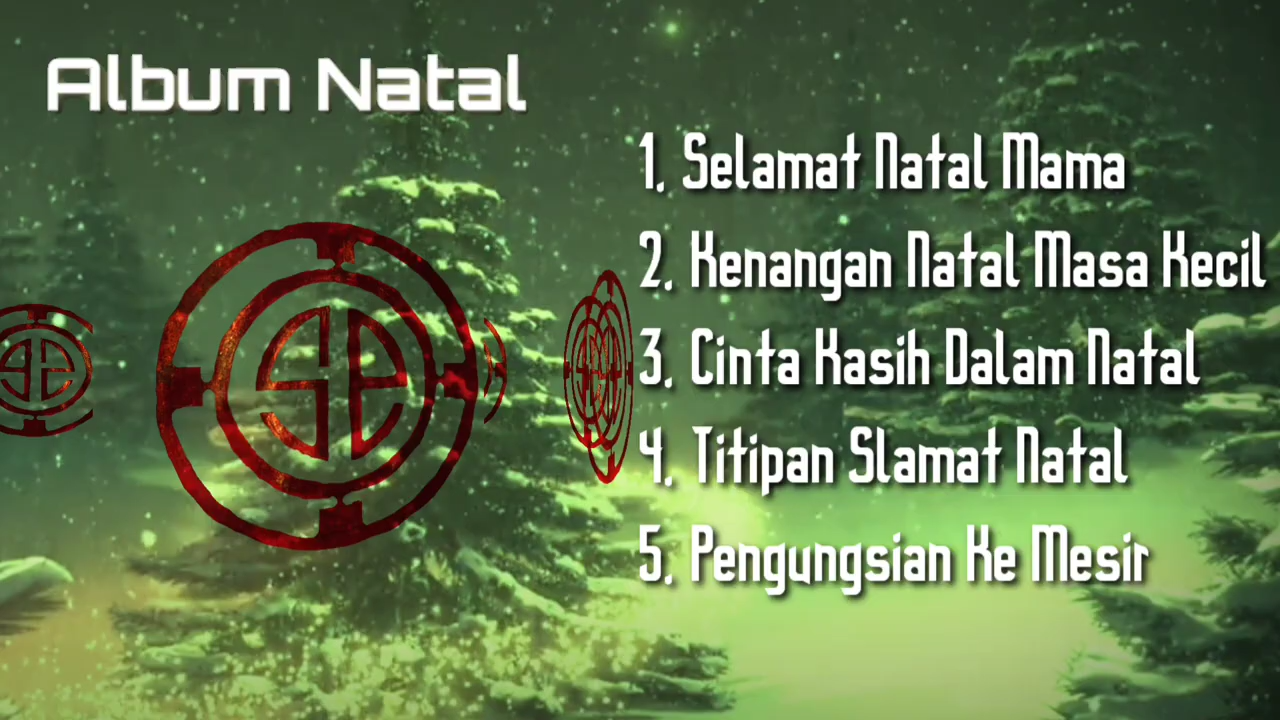 Album Natal
1. Selamat Natal Mama
2. Kenangan Natal Masa Kecil
3. Cinta Kasih Dalam Natal
4. Titipan Slamat Natal
5. Pengungsian Ke Mesir